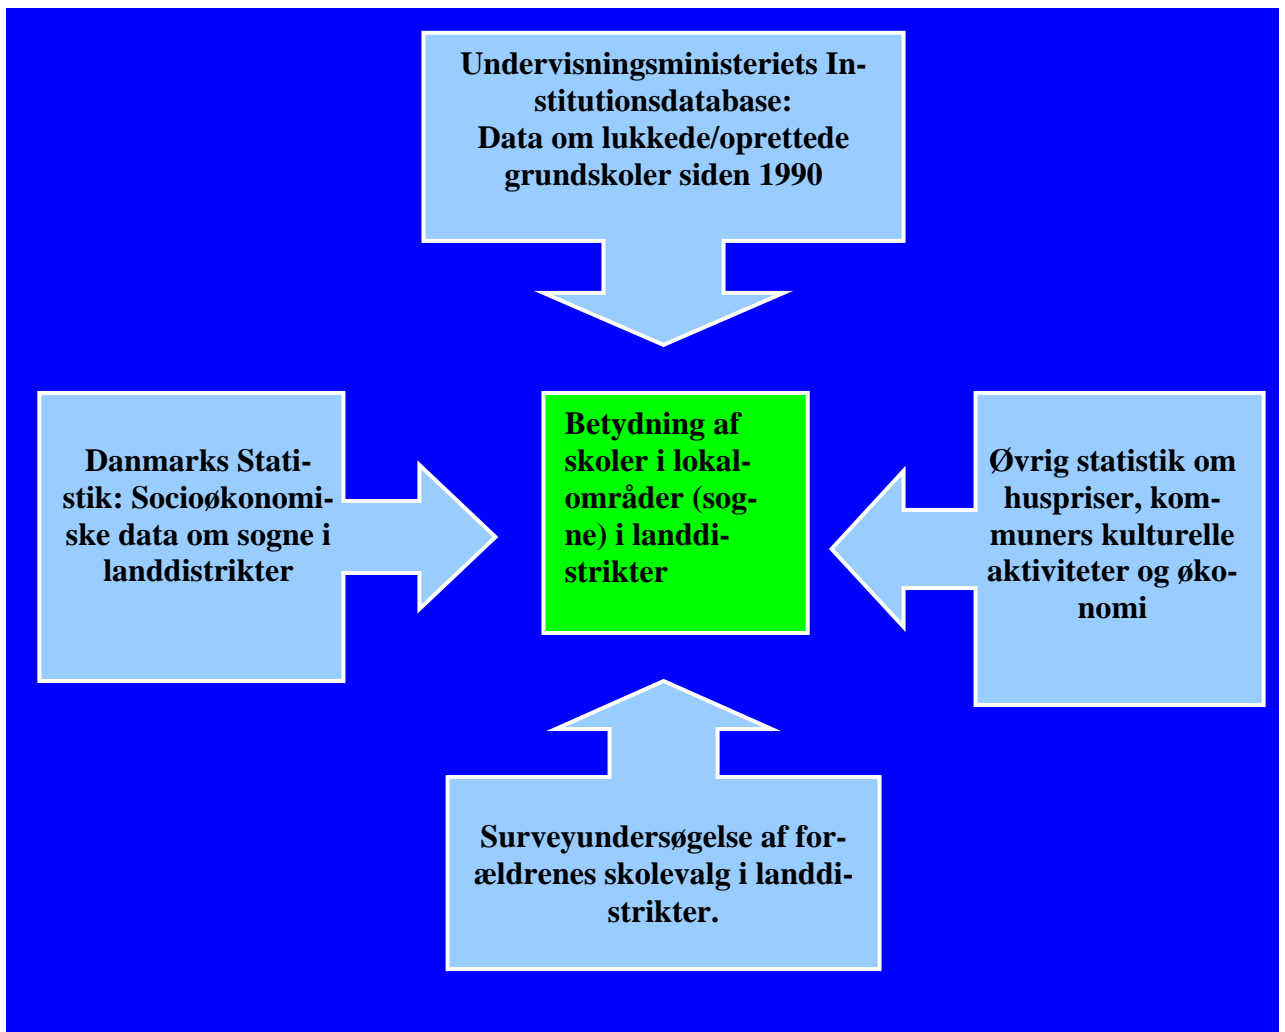 Undervisningsministeriets In-
stitutionsdatabase:
Data om lukkede/oprettede
grundskoler siden 1990
Danmarks Stati-
stik: Socioøkonomi-
ske data om sogne i
landdistrikter
Betydning af
skoler i lokal-
områder (sog-
ne) i landdi-
strikter
Øvrig statistik om
huspriser, kom-
muners kulturelle
aktiviteter og øko-
nomi
Surveyundersøgelse af for-
ældrenes skolevalg i landdi-
strikter.